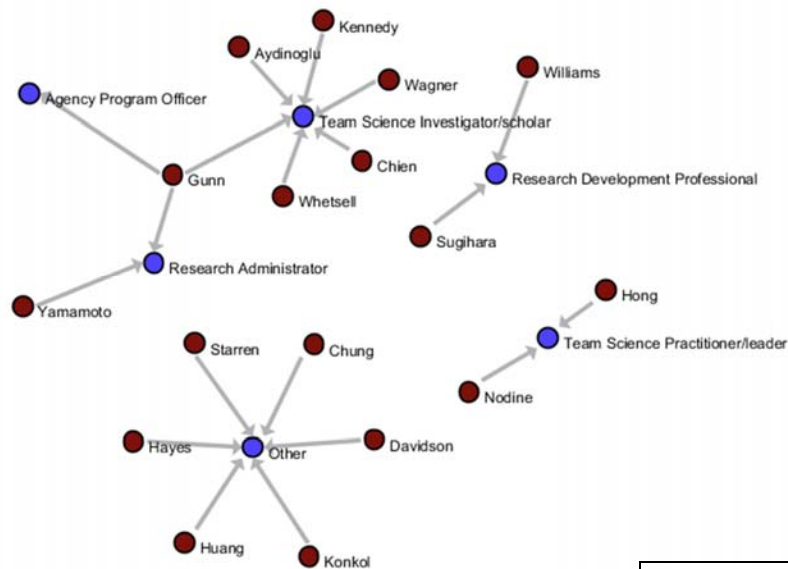 Kennedy
Aydinoglu
Williams
Wagner
Agency Program Officer
Team Science Investigator/scholar
Chien
Gunn
Research Development Professional
Whetsell
Sugihara
Research Administrator
Hong
Yamamoto
Team Science Practitioner/leader
Starren
Chung
Nodine
Hayes
Davidson
Other
Huang
Konkol